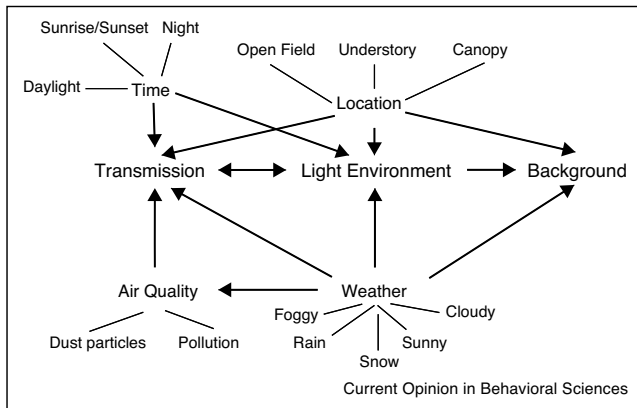 Sunrise/Sunset Night
Open Field Understory Canopy
Daylight Time
Location
Transmission Light Environment Background
Air Quality Weather
Foggy Cloudy
Dust particles Pollution Rain Sunny
Snow
Current Opinion in Behavioral Sciences